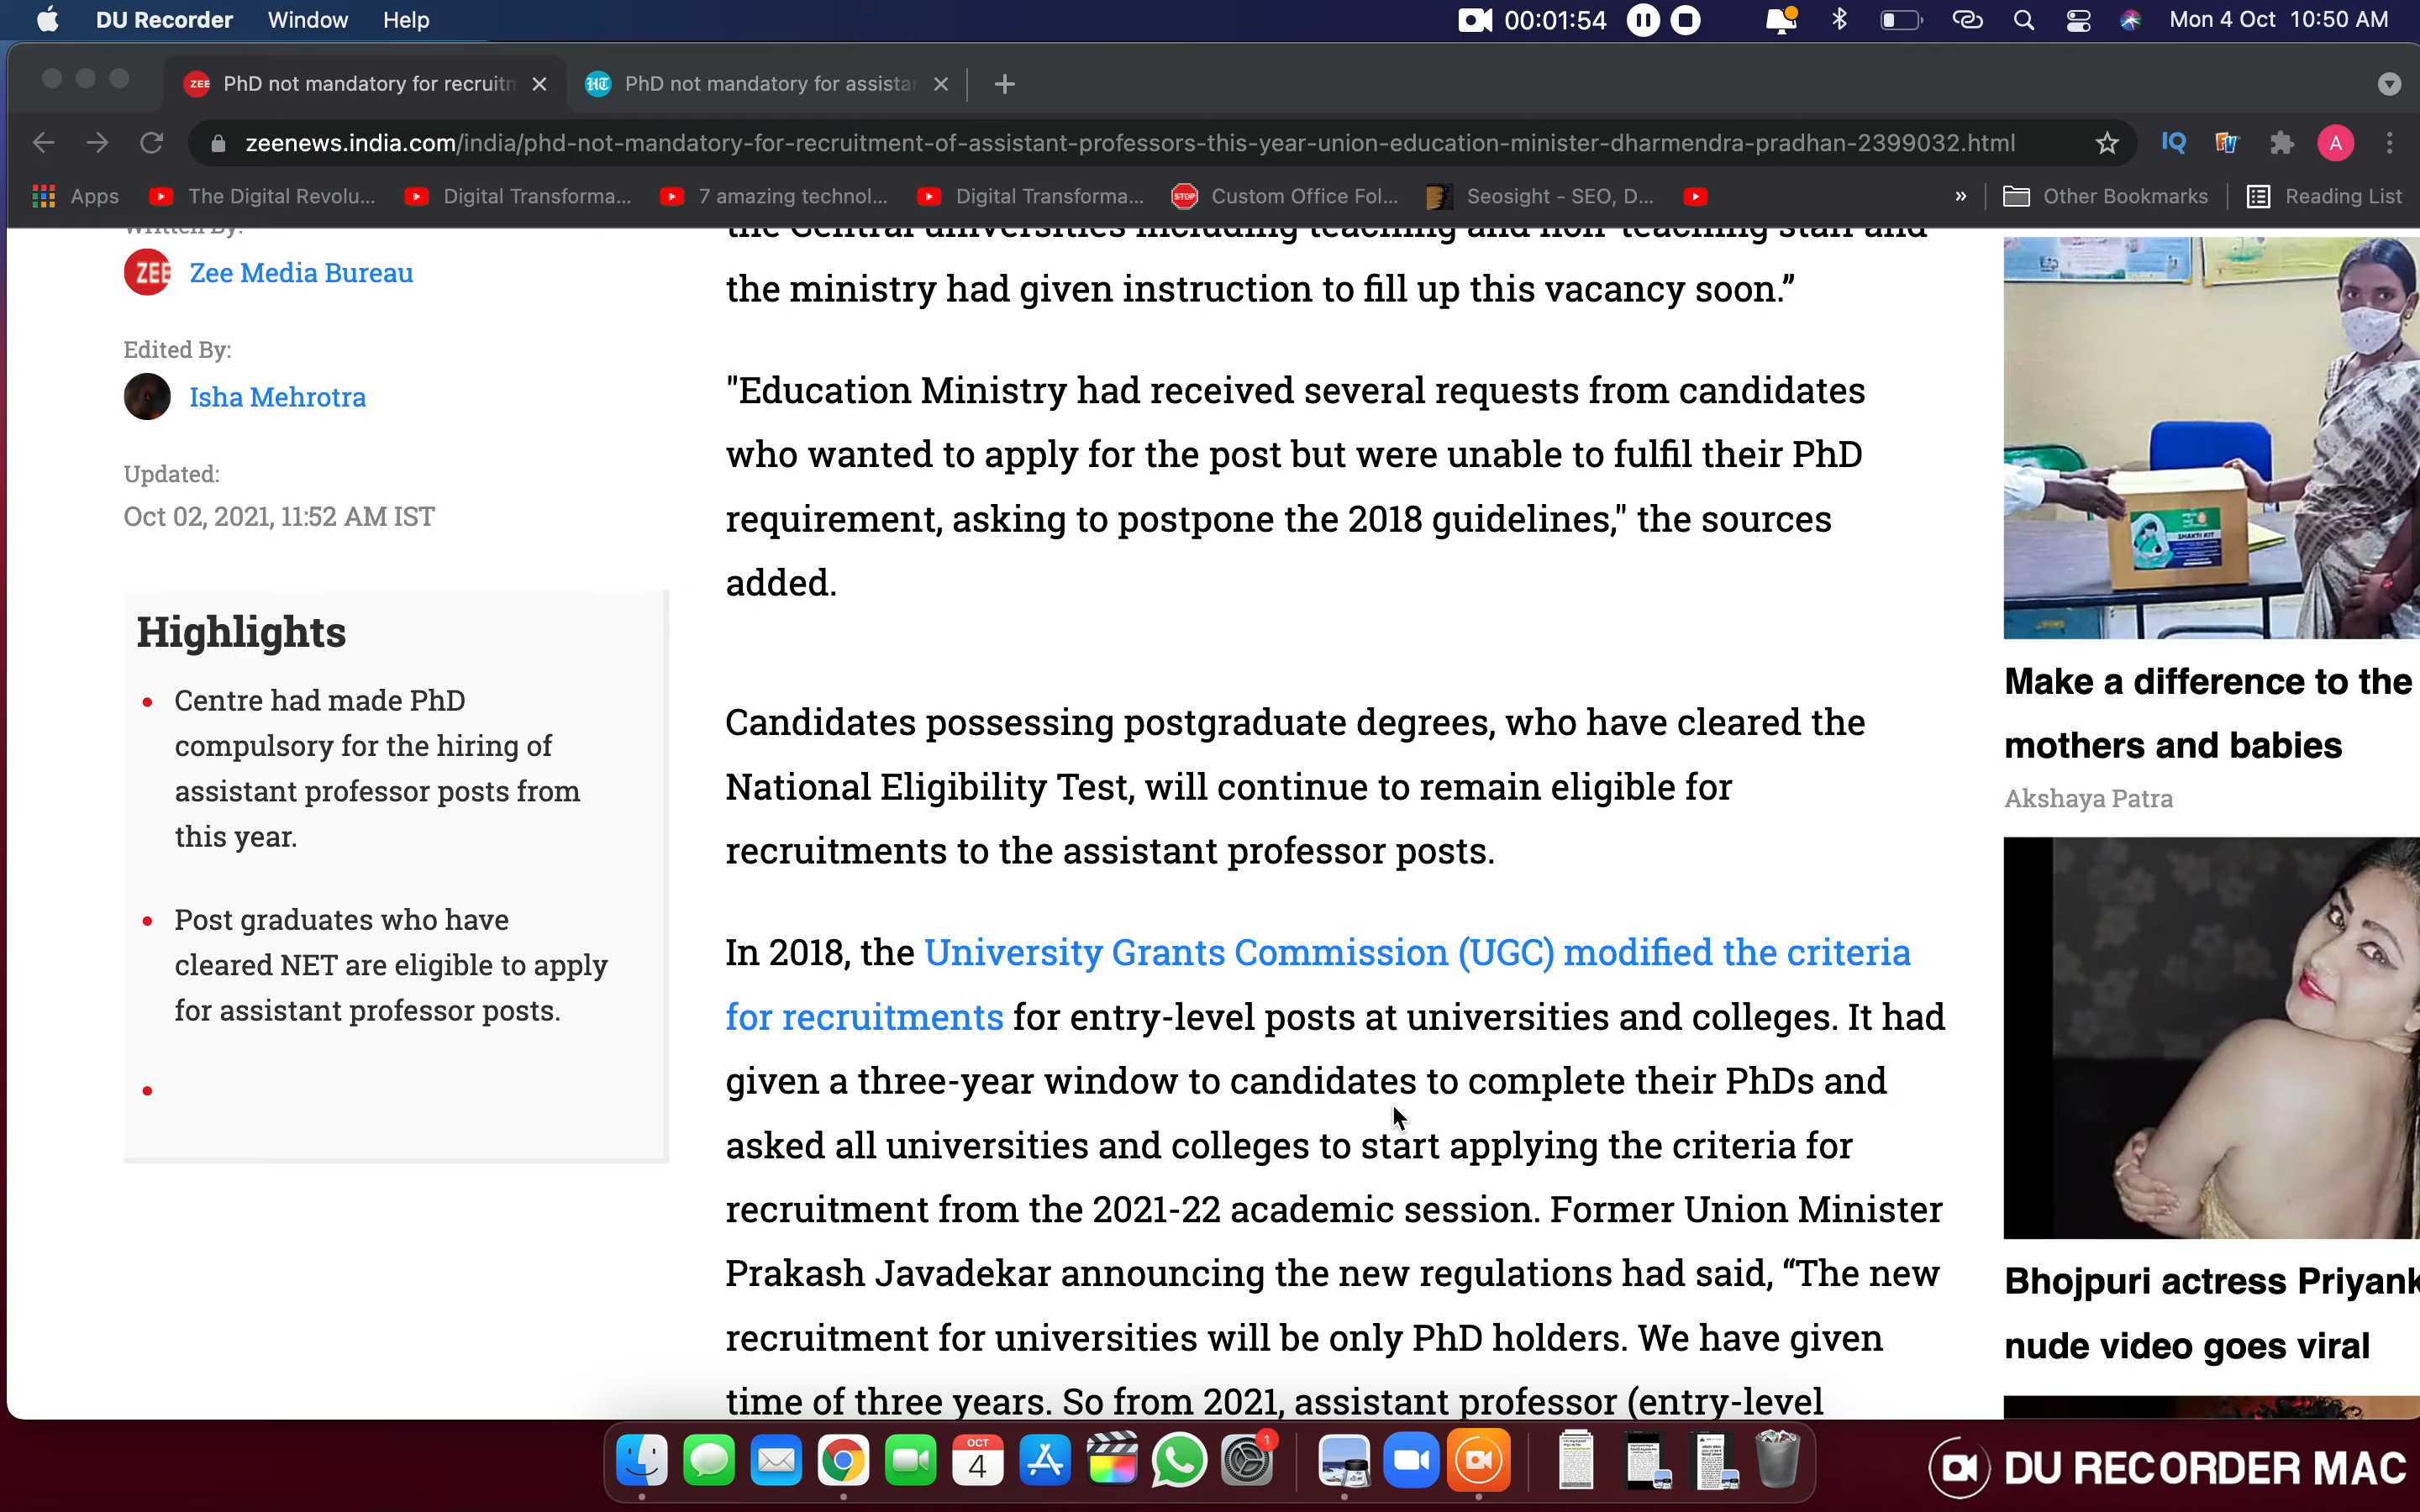 DU Recorder Window Help 00:01:54 Mon 4 Oct 10:50 AM
ZEE PhD not mandatory for recruitm HT PhD not mandatory for assista
zeenews.india.com/india/phd-not-mandatory-for-recruitment-of-assistant-professors-this-year-union-education-minister-dharmendra-pradhan-2399032.html IQ A
Apps The Digital Revolu... Digital Transforma... 7 amazing technol... Digital Transforma... STOP Custom Office Fol... Seosight - SEO, D... » Other Bookmarks Reading List
Written By:
ZEE Zee Media Bureau
Edited By:
Isha Mehrotra
Updated:
Oct 02, 2021, 11:52 AM IST
Highlights
• Centre had made PhD
compulsory for the hiring of
assistant professor posts from
this year.
• Post graduates who have
cleared NET are eligible to apply
for assistant professor posts.
•
the Central universities including teaching and non-teaching staff and
the ministry had given instruction to fill up this vacancy soon.”
"Education Ministry had received several requests from candidates
who wanted to apply for the post but were unable to fulfil their PhD
requirement, asking to postpone the 2018 guidelines," the sources
added.
Candidates possessing postgraduate degrees, who have cleared the
National Eligibility Test, will continue to remain eligible for
recruitments to the assistant professor posts.
In 2018, the University Grants Commission (UGC) modified the criteria
for recruitments for entry-level posts at universities and colleges. It had
given a three-year window to candidates to complete their PhDs and
asked all universities and colleges to start applying the criteria for
recruitment from the 2021-22 academic session. Former Union Minister
Prakash Javadekar announcing the new regulations had said, “The new
recruitment for universities will be only PhD holders. We have given
time of three years. So from 2021, assistant professor (entry-level
SHAKTI KIT
Make a difference to the
mothers and babies
Akshaya Patra
Bhojpuri actress Priyank
nude video goes viral
OCT
4
1
DU RECORDER MAC